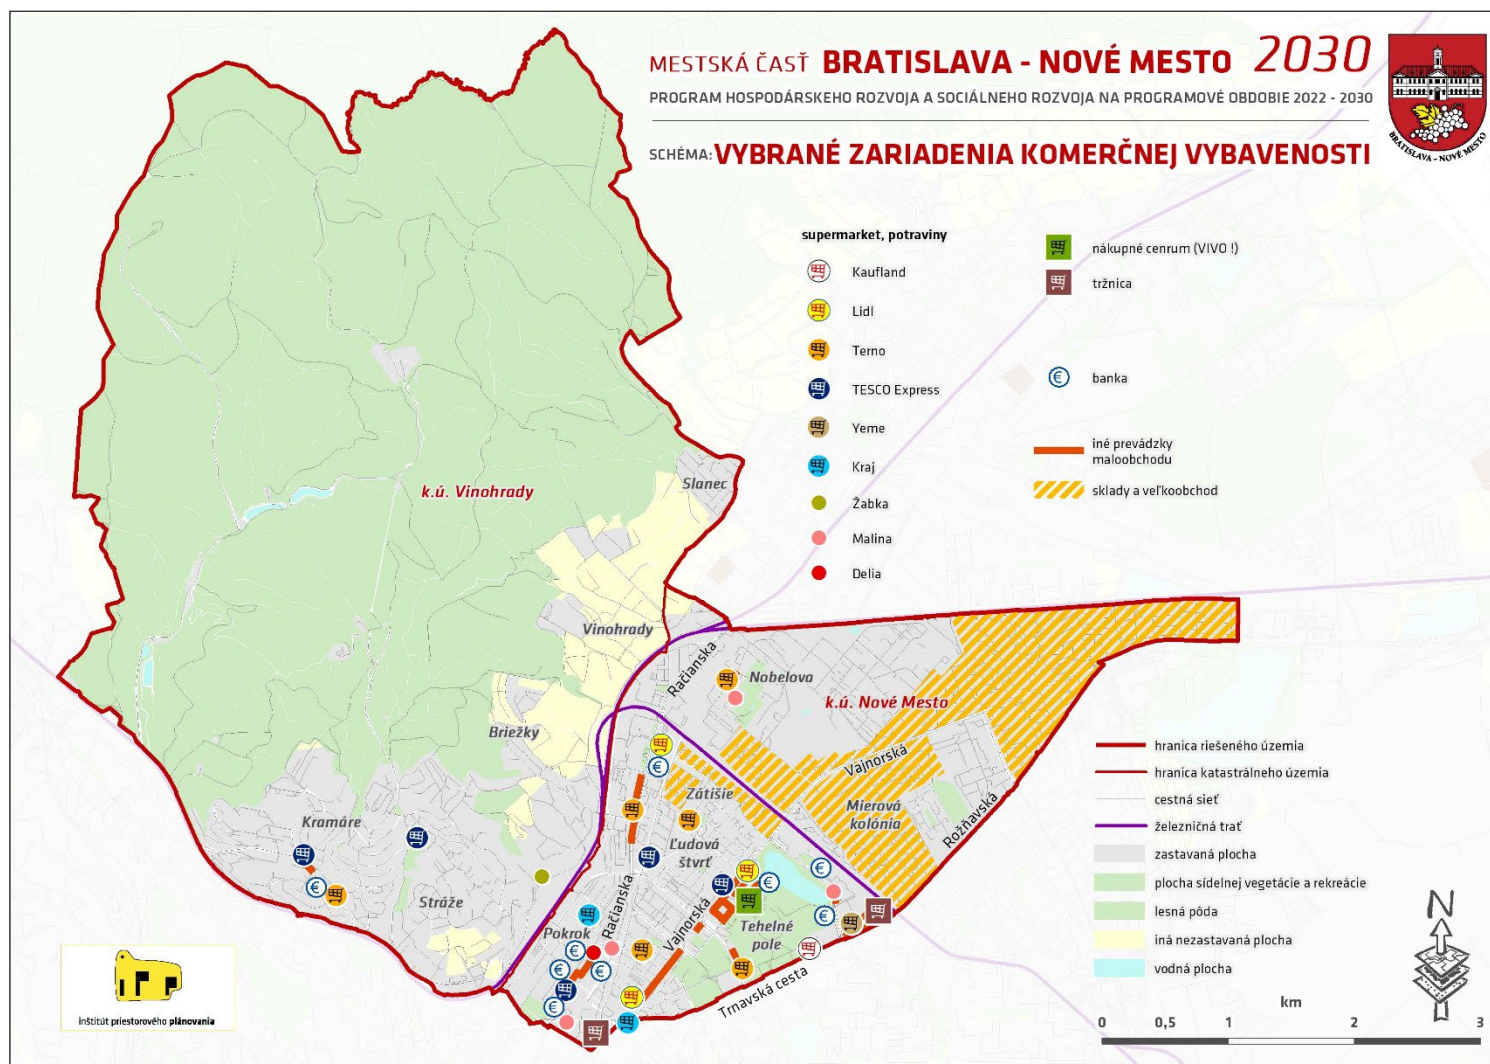 MESTSKÁ ČASŤ BRATISLAVA - NOVÉ MESTO 2030
PROGRAM HOSPODÁRSKEHO ROZVOJA A SOCIÁLNEHO ROZVOJA NA PROGRAMOVÉ OBDOBIE 2022 - 2030
SCHÉMA: VYBRANÉ ZARIADENIA KOMERČNEJ VYBAVENOSTI
BRATISLAVA - NOVÉ MESTO
supermarket, potraviny
Kaufland
Lidl
Terno
TESCO Express
Yeme
Kraj
Žabka
Malina
Delia
nákupné cenrum (VIVO !)
tržnica
banka
iné prevádzky
maloobchodu
sklady a veľkoobchod
Slanec
k.ú. Vinohrady
Vinohrady
Račianska
Nobelova
k.ú. Nové Mesto
Briežky
Vajnorská
Zátišie
Mierová
kolónia
Rožňavská
Kramáre
Ľudová
štvrť
Stráže
Račianska
Vajnorská
Pokrok
Tehelné
pole
Trnavská cesta
hranica riešeného územia
hranica katastrálneho územia
cestná sieť
železničná trať
zastavaná plocha
plocha sídelnej vegetácie a rekreácie
lesná pôda
iná nezastavaná plocha
vodná plocha
N
km
0 0,5 1 2 3
inštitút priestorového plánovania